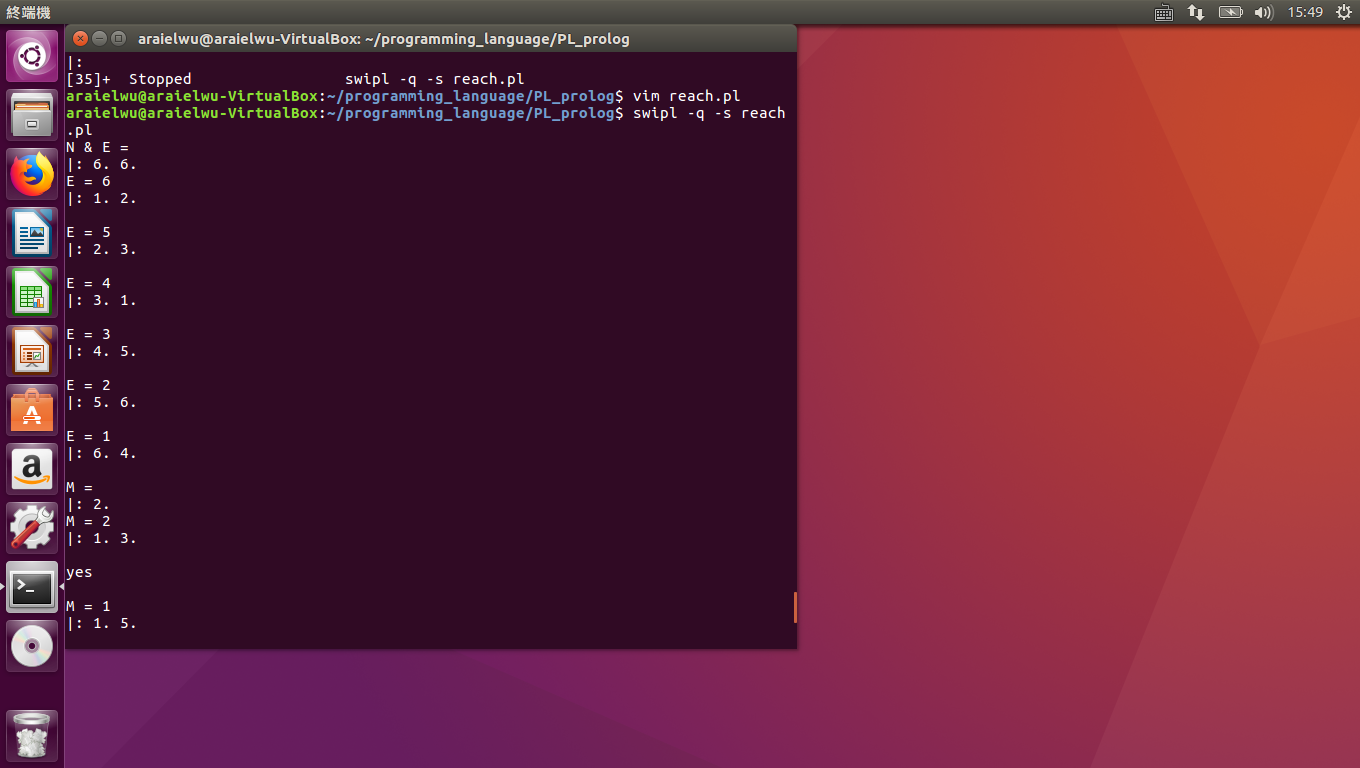 終端機
15:49
araielwu@araielwu-VirtualBox: ~/programming_language/PL_prolog
|:
[35]+  Stopped                 swipl -q -s reach.pl
araielwu@araielwu-VirtualBox:~/programming_language/PL_prolog$ vim reach.pl
araielwu@araielwu-VirtualBox:~/programming_language/PL_prolog$ swipl -q -s reach
.pl
N & E =
|: 6. 6.
E = 6
|: 1. 2.
E = 5
|: 2. 3.
E = 4
|: 3. 1.
E = 3
|: 4. 5.
E = 2
|: 5. 6.
E = 1
|: 6. 4.
M =
|: 2.
M = 2
|: 1. 3.
yes
M = 1
|: 1. 5.